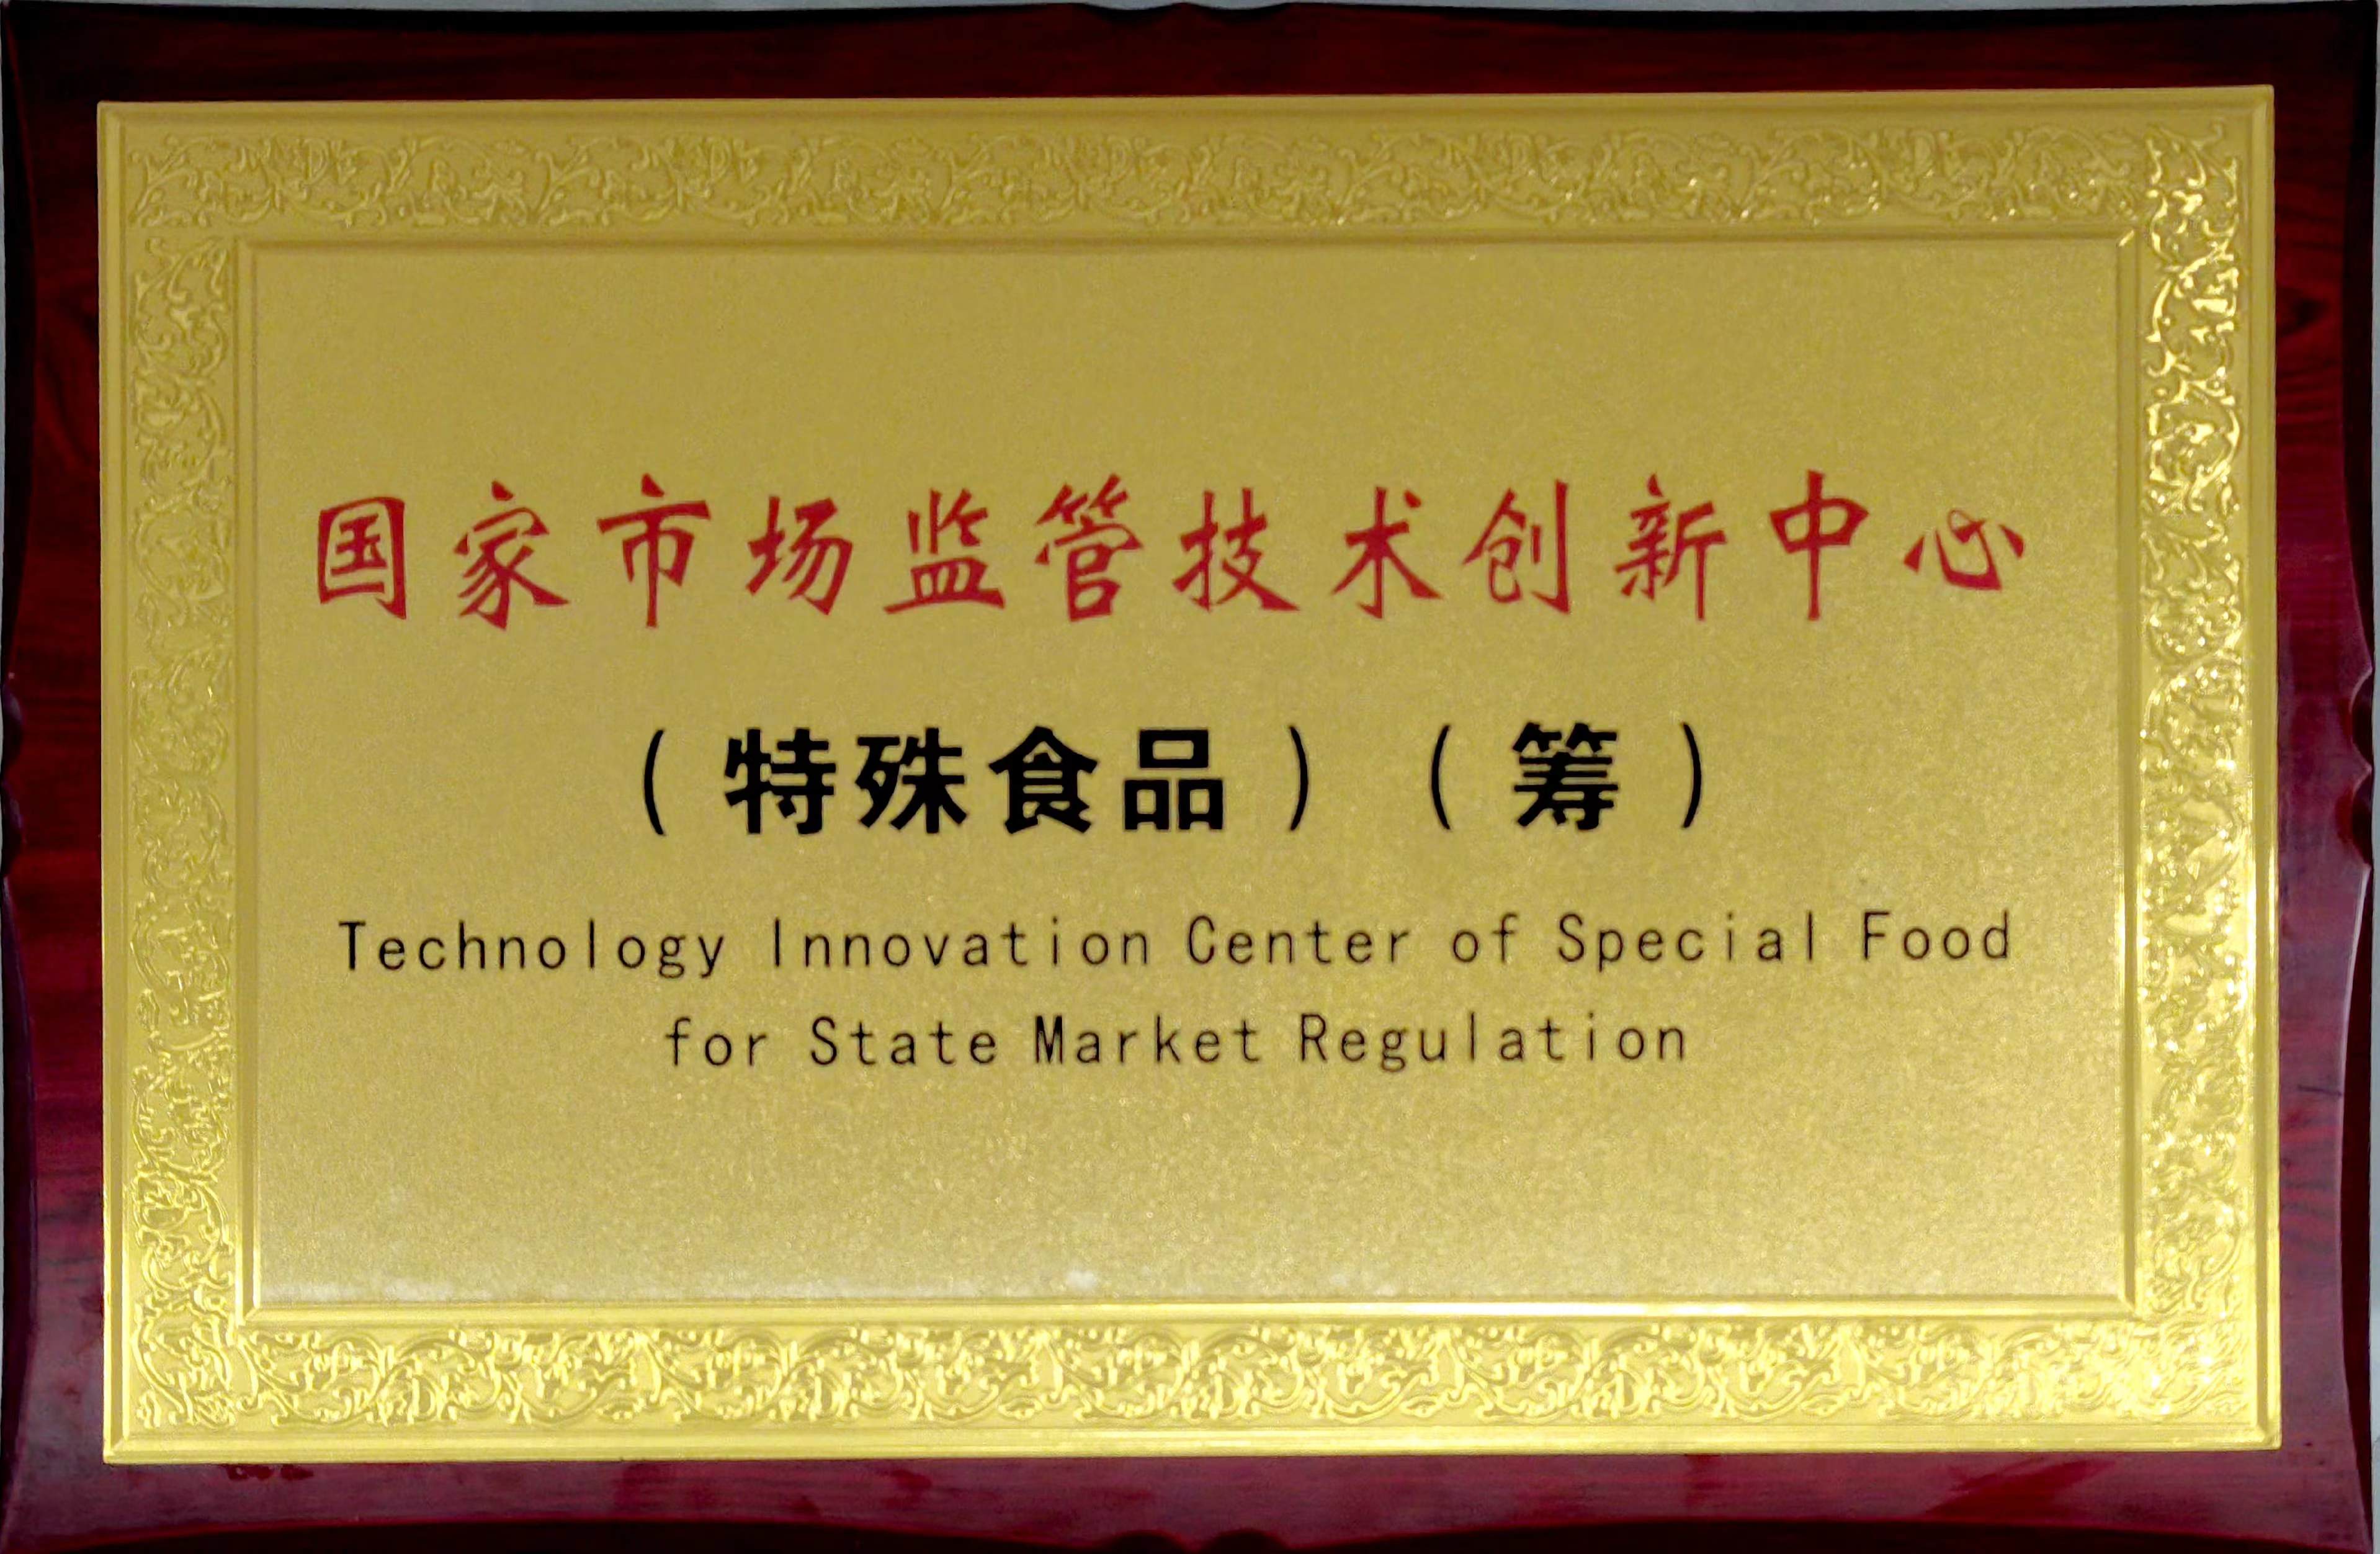 国家市场监管技术创新中心
（特殊食品）（筹）
Technology Innovation Center of Special Food
for State Market Regulation